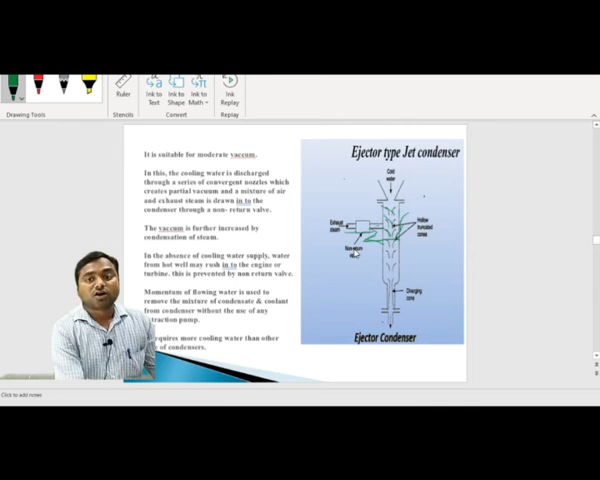 Ruler
Ink to Text
Ink to Shape
Ink to Math
Ink Replay
Drawing Tools
Stencils
Convert
Replay
It is suitable for moderate vaccum.
In this, the cooling water is discharged
through a series of convergent nozzles which
creates partial vacuum and a mixture of air
and exhaust steam is drawn in to the
condenser through a non- return valve.
The vaccum is further increased by
condensation of steam.
In the absence of cooling water supply, water
from hot well may rush in to the engine or
turbine. this is prevented by non return valve.
Momentum of flowing water is used to
remove the mixture of condensate & coolant
from condenser without the use of any
pump.
more cooling water than other
of condensers.
Ejector type Jet condenser
Cold
water
Exhaust
steam
Hollow
truncated
cones
Non-return
Discharging
cone
Ejector Condenser
Click to add notes